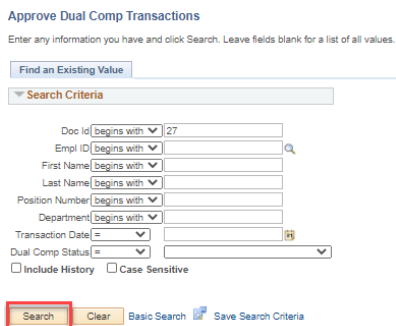 Approve Dual Comp Transactions
Enter any information you have and click Search. Leave fields blank for a list of all values.
Find an Existing Value
Search Criteria
Doc Id begins with 27
Empl ID begins with
First Name begins with
Last Name begins with
Position Number begins with
Department begins with
Transaction Date =
Dual Comp Status =
Include History Case Sensitive
Search Clear Basic Search Save Search Criteria